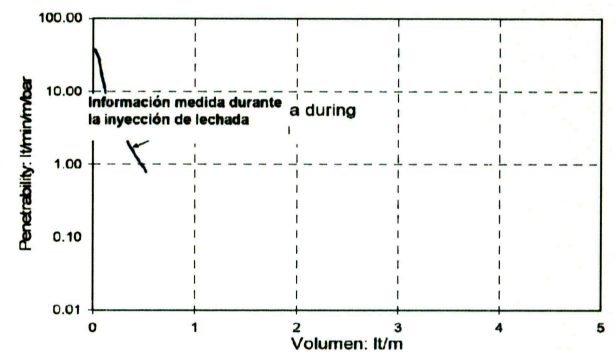 100.00
10.00
1.00
0.10
0.01
Penetrability: lt/min/m/bar
Información medida durante
la inyección de lechada
a during
0 1 2 3 4 5
Volumen: lt/m